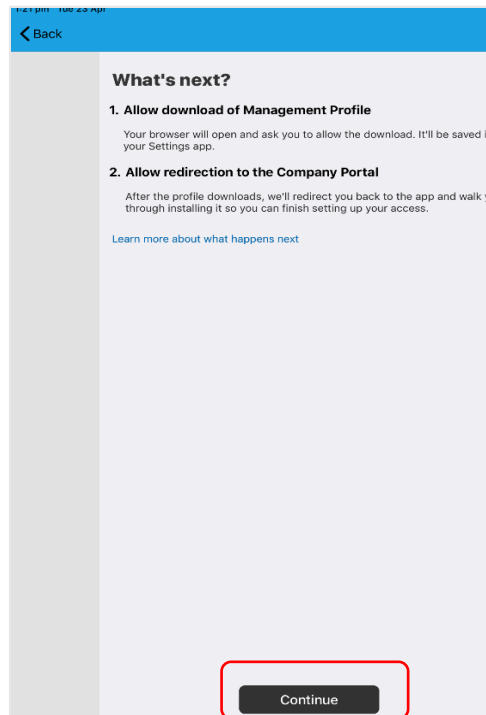 1:21 pm Tue 23 Apr
Back
What's next?
1. Allow download of Management Profile
Your browser will open and ask you to allow the download. It'll be saved
your Settings app.
2. Allow redirection to the Company Portal
After the profile downloads, we'll redirect you back to the app and walk
through installing it so you can finish setting up your access.
Learn more about what happens next
Continue